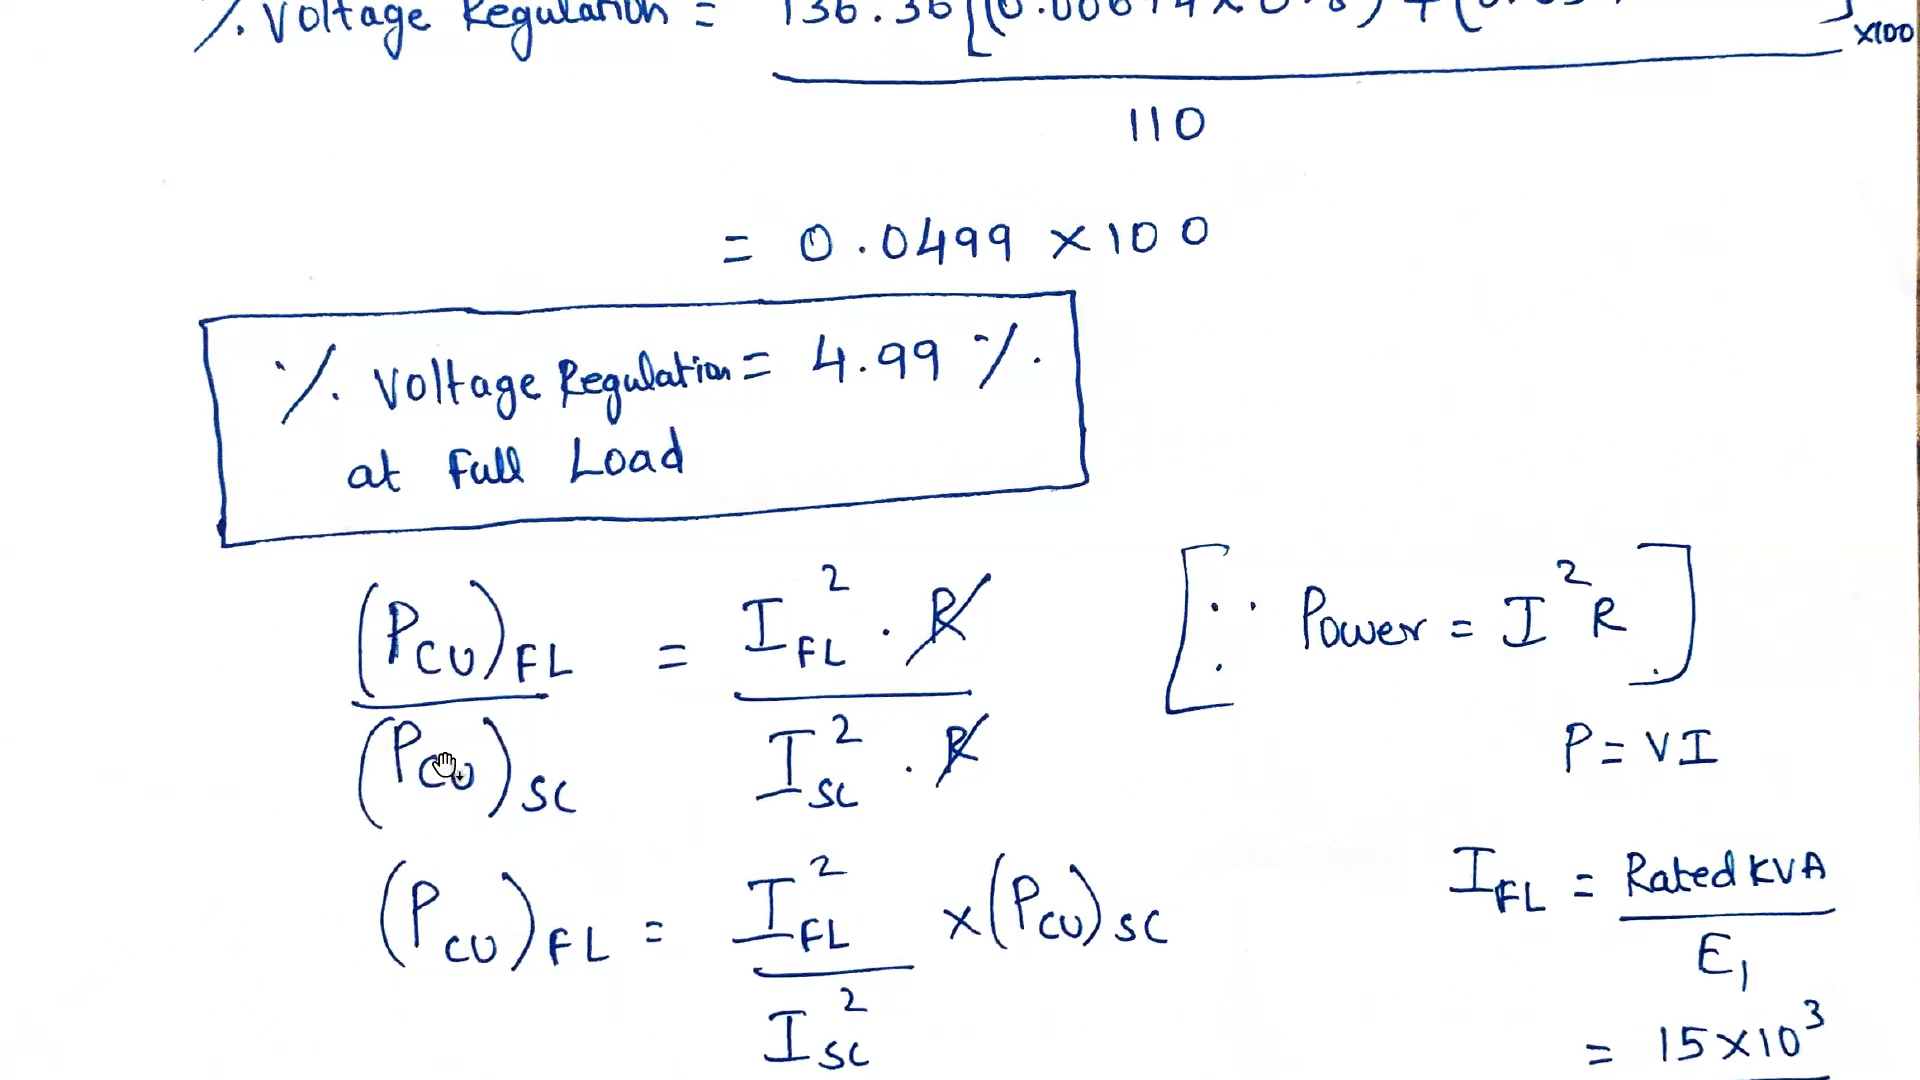 % Voltage Regulation = 136.36[(0.00614 × 0.8) + (
×100
110
= 0.0499 × 100
% Voltage Regulation = 4.99 %
at Full Load
(PCU)FL / (PCU)SC = I²FL · R / I²SC · R [∵ Power = I²R]
P = VI
(PCU)FL = I²FL / I²SC × (PCU)SC
IFL = Rated KVA / E₁
= 15 × 10³